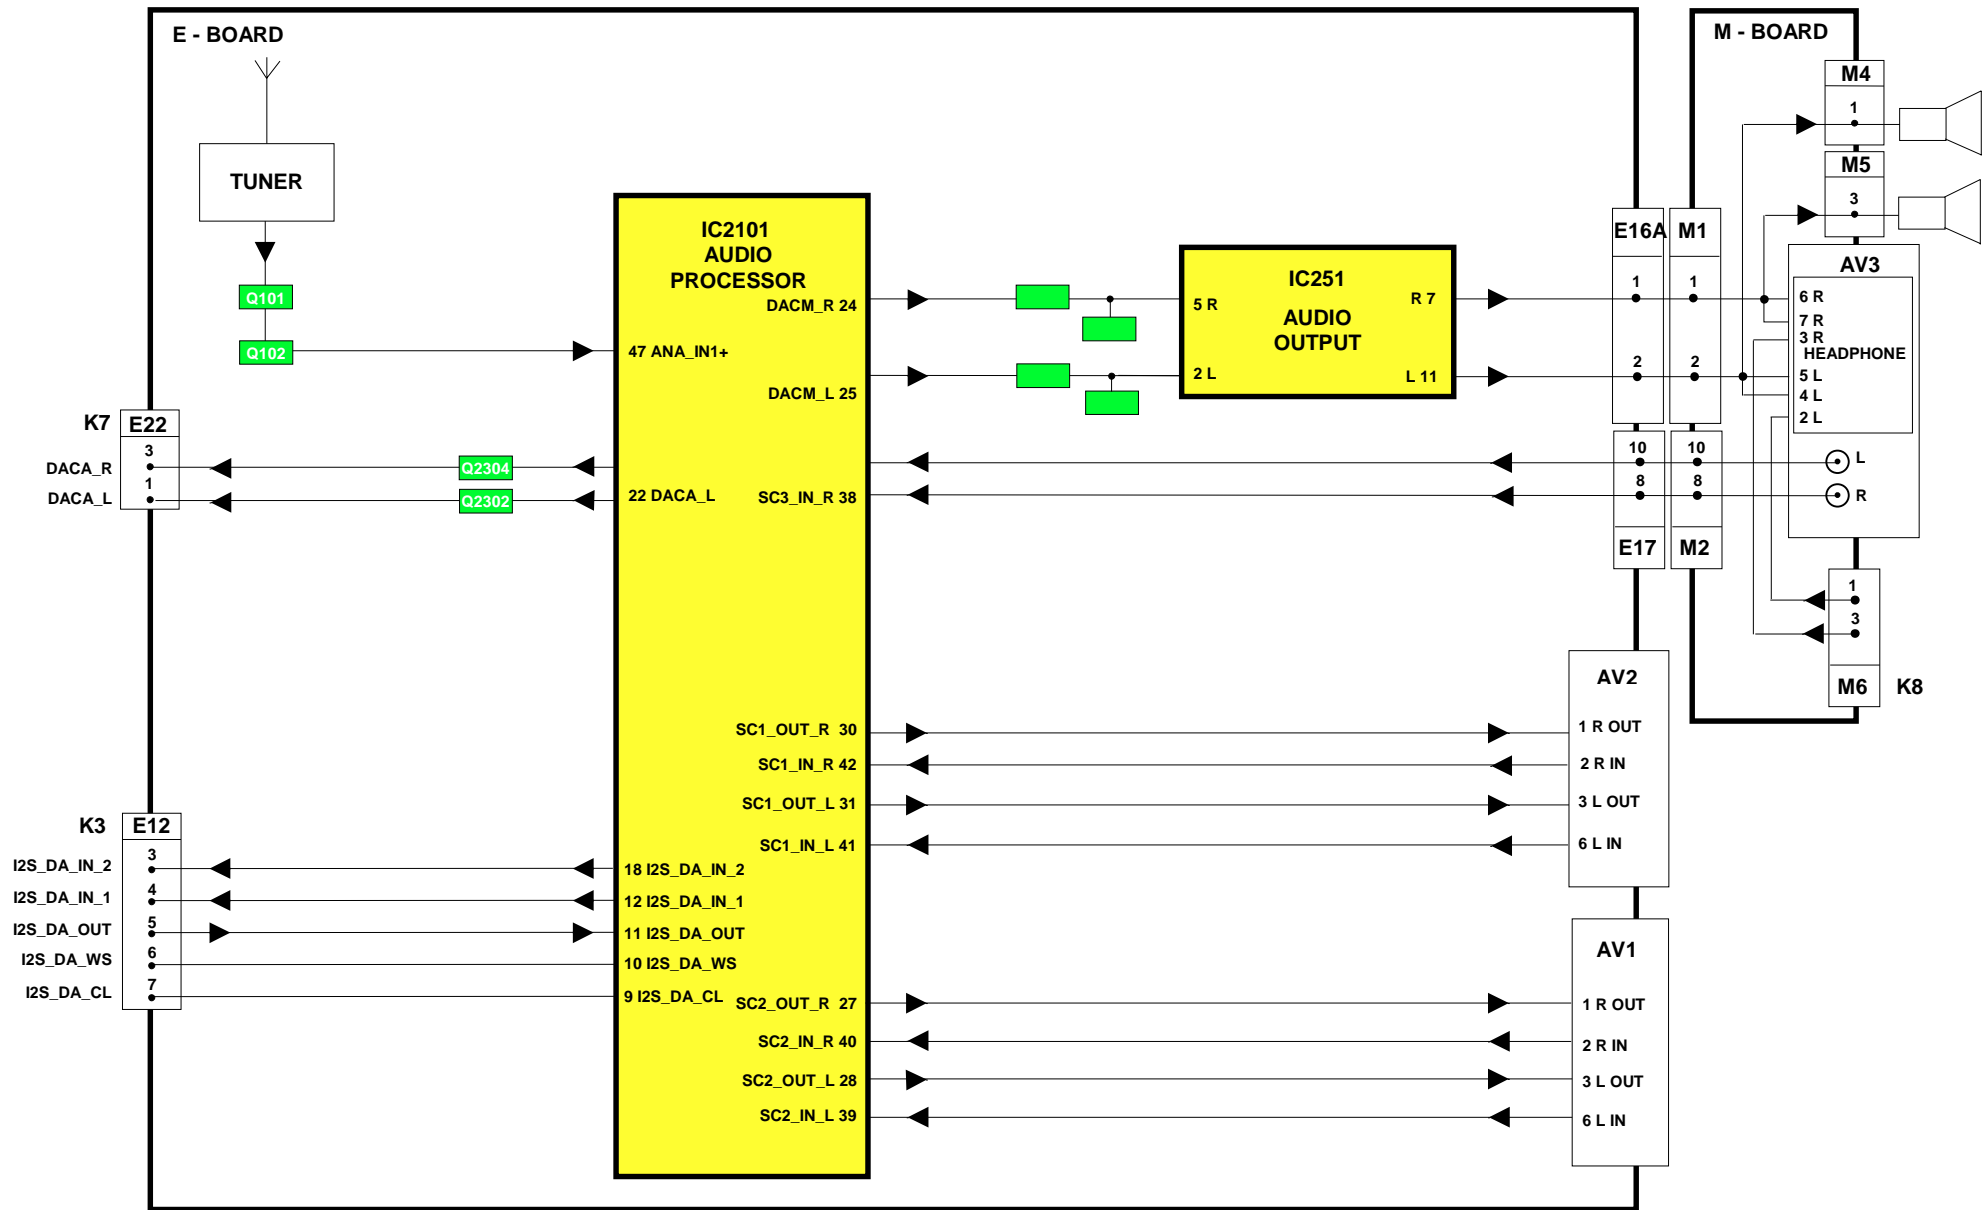 E - BOARD
M - BOARD
TUNER
Q101
Q102
IC2101
AUDIO
PROCESSOR
DACM_R 24
47 ANA_IN1+
DACM_L 25
22 DACA_L
SC3_IN_R 38
SC1_OUT_R 30
SC1_IN_R 42
SC1_OUT_L 31
SC1_IN_L 41
18 I2S_DA_IN_2
12 I2S_DA_IN_1
11 I2S_DA_OUT
10 I2S_DA_WS
9 I2S_DA_CL
SC2_OUT_R 27
SC2_IN_R 40
SC2_OUT_L 28
SC2_IN_L 39
IC251
AUDIO
OUTPUT
5 R
R 7
2 L
L 11
K7
E22
3
DACA_R
1
DACA_L
Q2304
Q2302
K3
E12
3
I2S_DA_IN_2
4
I2S_DA_IN_1
5
I2S_DA_OUT
6
I2S_DA_WS
7
I2S_DA_CL
E16A
1
2
M1
1
2
10
8
E17
10
8
M2
M4
1
M5
3
AV3
6 R
7 R
3 R
HEADPHONE
5 L
4 L
2 L
L
R
1
3
M6
K8
AV2
1 R OUT
2 R IN
3 L OUT
6 L IN
AV1
1 R OUT
2 R IN
3 L OUT
6 L IN